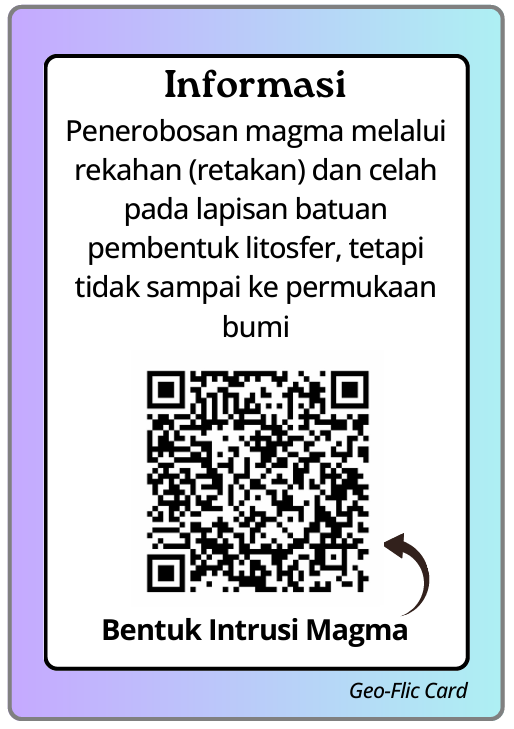 Informasi
Penerobosan magma melalui
rekahan (retakan) dan celah
pada lapisan batuan
pembentuk litosfer, tetapi
tidak sampai ke permukaan
bumi
Bentuk Intrusi Magma
Geo-Flic Card